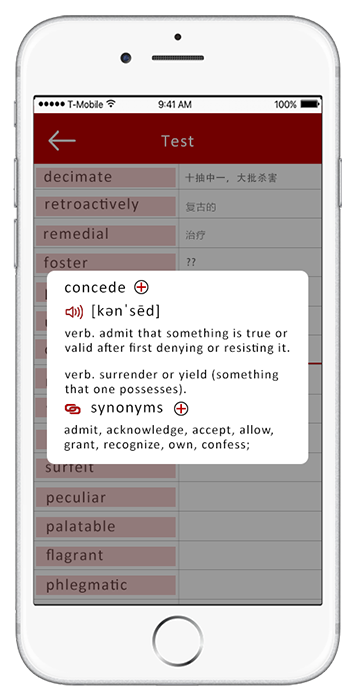 T-Mobile 9:41 AM 100%
Test
decimate 十抽中一，大批杀害
retroactively 复古的
remedial 治疗
foster ??
concede
[kənˈsēd]
verb. admit that something is true or
valid after first denying or resisting it.
verb. surrender or yield (something
that one possesses).
synonyms
admit, acknowledge, accept, allow,
grant, recognize, own, confess;
surfeit
peculiar
palatable
flagrant
phlegmatic